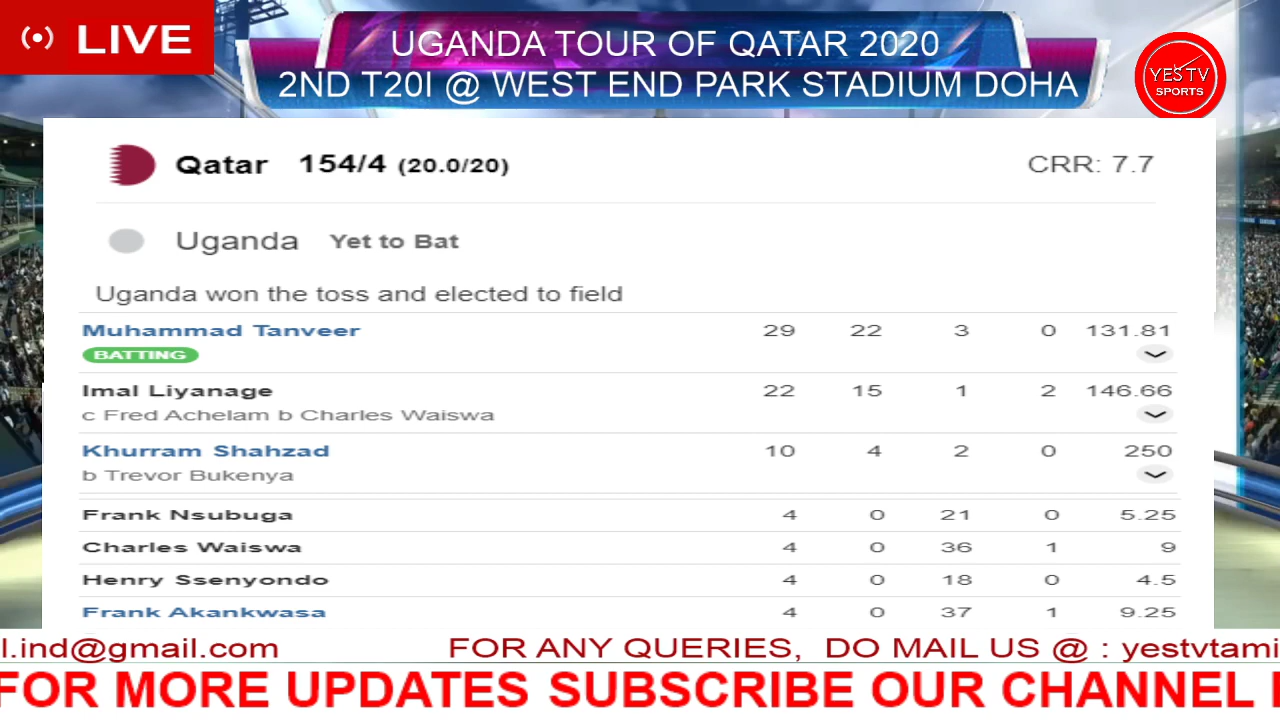 LIVE
UGANDA TOUR OF QATAR 2020
2ND T20I @ WEST END PARK STADIUM DOHA
YES TV
SPORTS
Qatar 154/4 (20.0/20) CRR: 7.7
Uganda Yet to Bat
Uganda won the toss and elected to field
Muhammad Tanveer 29 22 3 0 131.81
BATTING
Imal Liyanage 22 15 1 2 146.66
c Fred Achelam b Charles Waiswa
Khurram Shahzad 10 4 2 0 250
b Trevor Bukenya
Frank Nsubuga 4 0 21 0 5.25
Charles Waiswa 4 0 36 1 9
Henry Ssenyondo 4 0 18 0 4.5
Frank Akankwasa 4 0 37 1 9.25
l.ind@gmail.com FOR ANY QUERIES, DO MAIL US @ : yestvtami
FOR MORE UPDATES SUBSCRIBE OUR CHANNEL